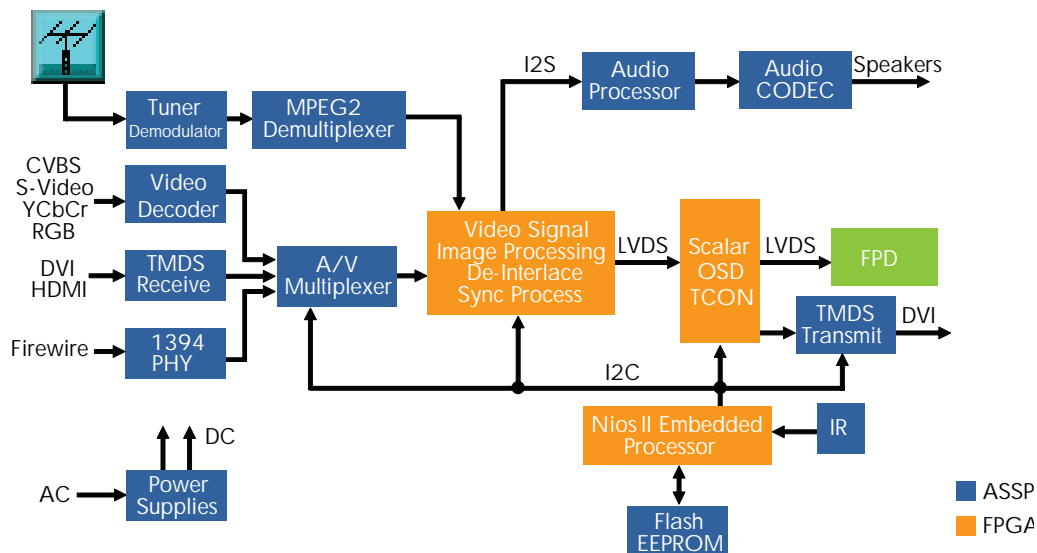 I2S
Audio
Processor
Audio
CODEC
Speakers
Tuner
Demodulator
MPEG2
Demultiplexer
CVBS
S-Video
YCbCr
RGB
Video
Decoder
DVI
HDMI
TMDS
Receive
A/V
Multiplexer
Video Signal
Image Processing
De-Interlace
Sync Process
LVDS
Scalar
OSD
TCON
LVDS
FPD
TMDS
Transmit
DVI
Firewire
1394
PHY
I2C
Nios II Embedded
Processor
IR
DC
AC
Power
Supplies
Flash
EEPROM
ASSP
FPGA